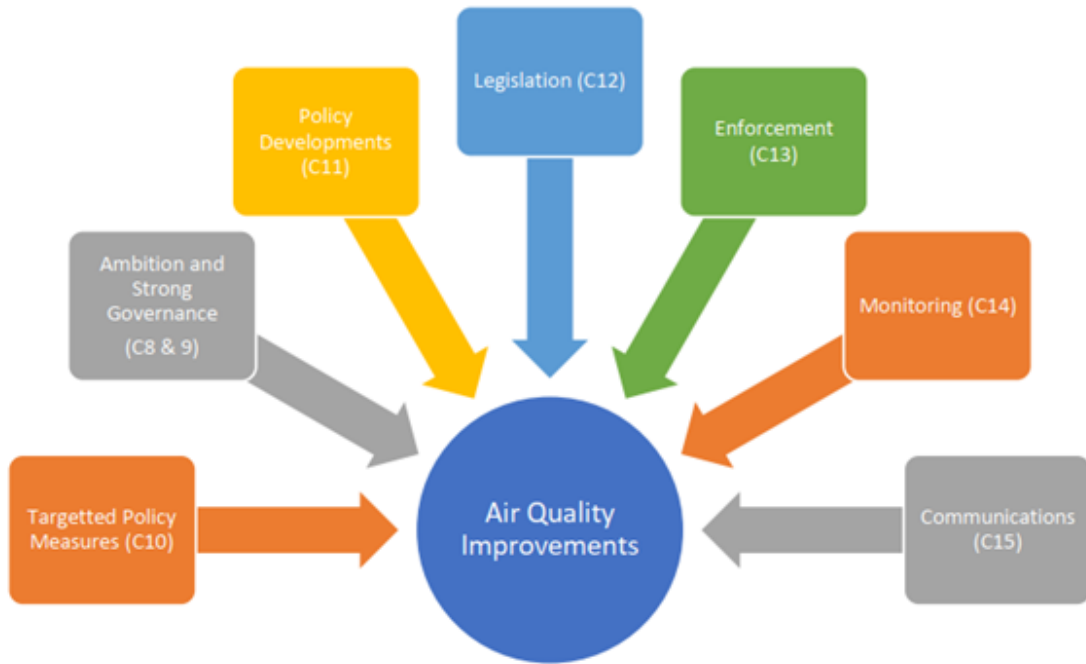 Legislation (C12)
Policy
Developments
(C11)
Enforcement
(C13)
Ambition and
Strong
Governance
(C8 & 9)
Monitoring (C14)
Targetted Policy
Measures (C10)
Air Quality
Improvements
Communications
(C15)